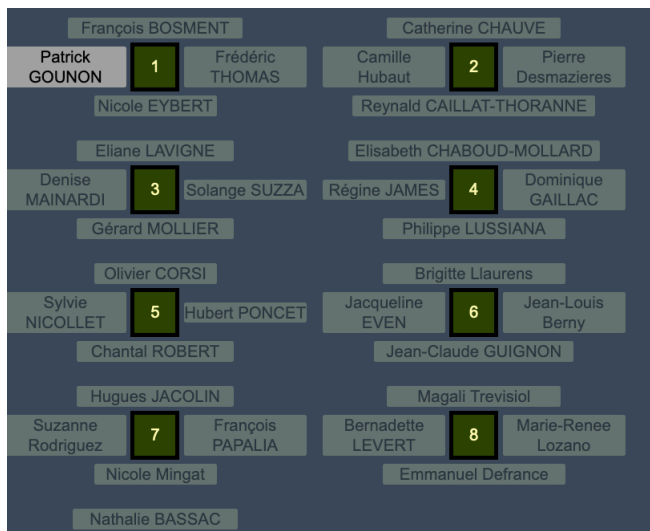 François BOSMENT
Catherine CHAUVE
Patrick
GOUNON
1
Frédéric
THOMAS
Camille
Hubaut
2
Pierre
Desmazieres
Nicole EYBERT
Reynald CAILLAT-THORANNE
Eliane LAVIGNE
Elisabeth CHABOUD-MOLLARD
Denise
MAINARDI
3
Solange SUZZA
Régine JAMES
4
Dominique
GAILLAC
Gérard MOLLIER
Philippe LUSSIANA
Olivier CORSI
Brigitte Llaurens
Sylvie
NICOLLET
5
Hubert PONCET
Jacqueline
EVEN
6
Jean-Louis
Berny
Chantal ROBERT
Jean-Claude GUIGNON
Hugues JACOLIN
Magali Trevisiol
Suzanne
Rodriguez
7
François
PAPALIA
Bernadette
LEVERT
8
Marie-Renee
Lozano
Nicole Mingat
Emmanuel Defrance
Nathalie BASSAC